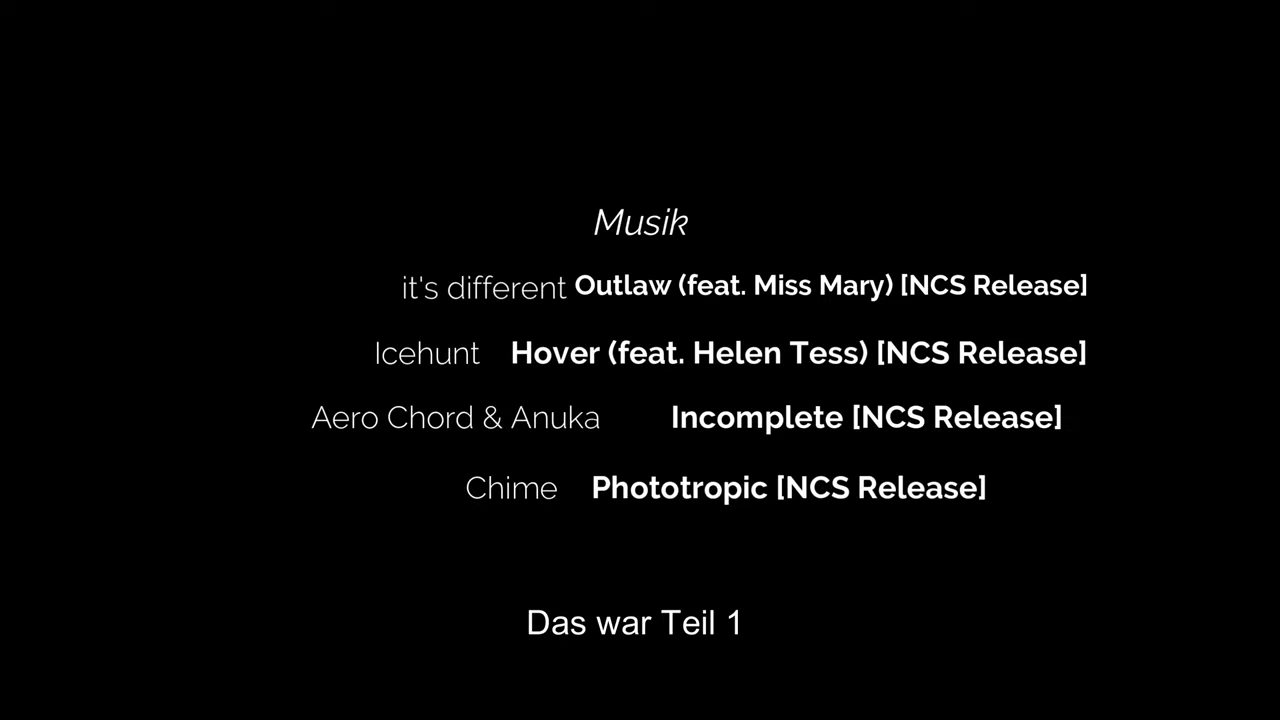 Musik
it's different Outlaw (feat. Miss Mary) [NCS Release]
Icehunt Hover (feat. Helen Tess) [NCS Release]
Aero Chord & Anuka Incomplete [NCS Release]
Chime Phototropic [NCS Release]
Das war Teil 1